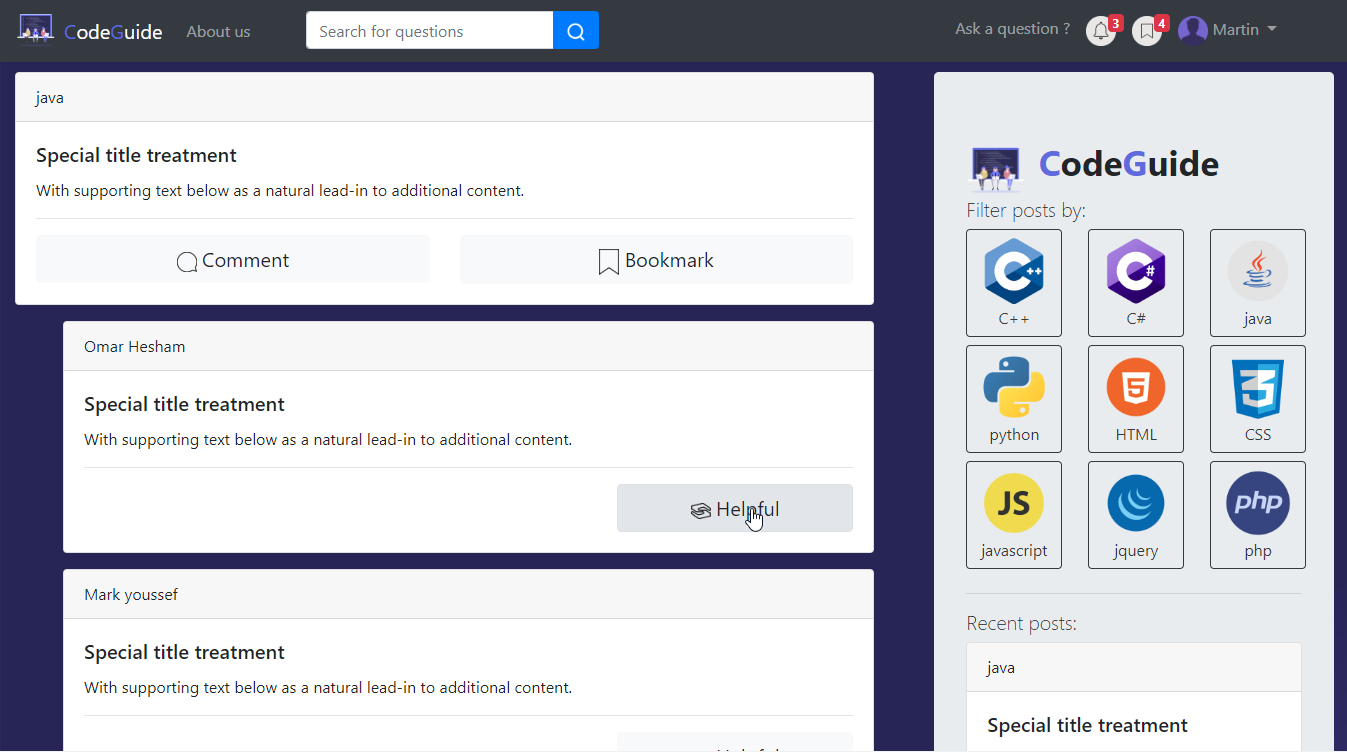 CodeGuide About us Search for questions Ask a question ? 3 4 Martin
java
Special title treatment
With supporting text below as a natural lead-in to additional content.
Comment Bookmark
Omar Hesham
Special title treatment
With supporting text below as a natural lead-in to additional content.
Helpful
Mark youssef
Special title treatment
With supporting text below as a natural lead-in to additional content.
CodeGuide
Filter posts by:
C ++ C # 
C++ C# java
5 3
python HTML CSS
JS php
javascript jquery php
Recent posts:
java
Special title treatment